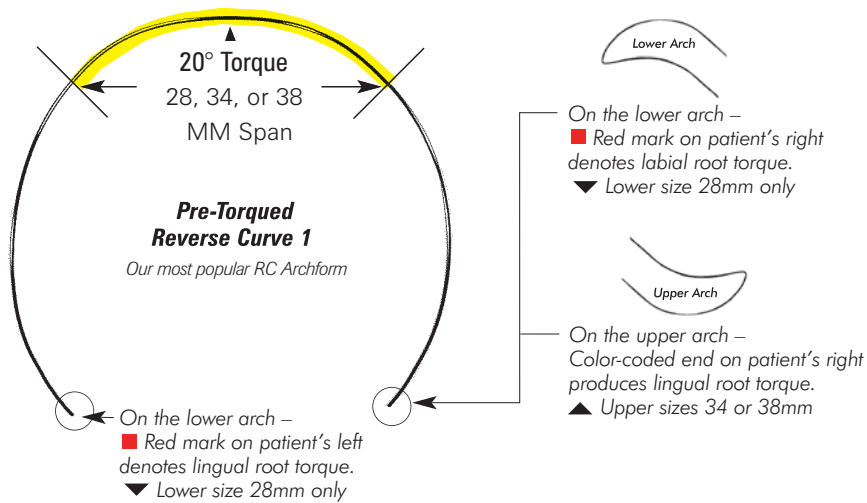 20° Torque
28, 34, or 38
MM Span
Pre-Torqued
Reverse Curve 1
Our most popular RC Archform
Lower Arch
On the lower arch –
Red mark on patient's right
denotes labial root torque.
Lower size 28mm only
Upper Arch
On the upper arch –
Color-coded end on patient's right
produces lingual root torque.
Upper sizes 34 or 38mm
On the lower arch –
Red mark on patient's left
denotes lingual root torque.
Lower size 28mm only